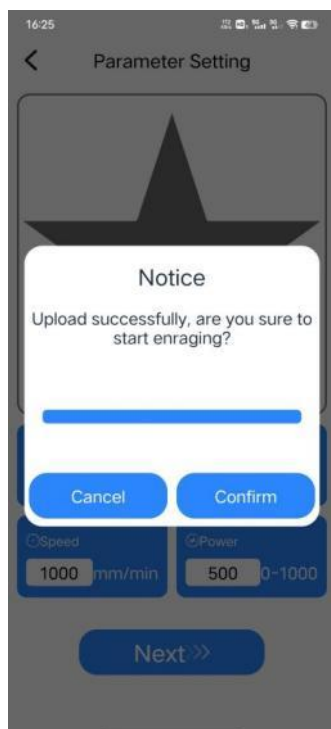 16:25
Parameter Setting
Notice
Upload successfully, are you sure to
start enraging?
Cancel
Confirm
Speed
Power
1000 mm/min
500 0-1000
Next